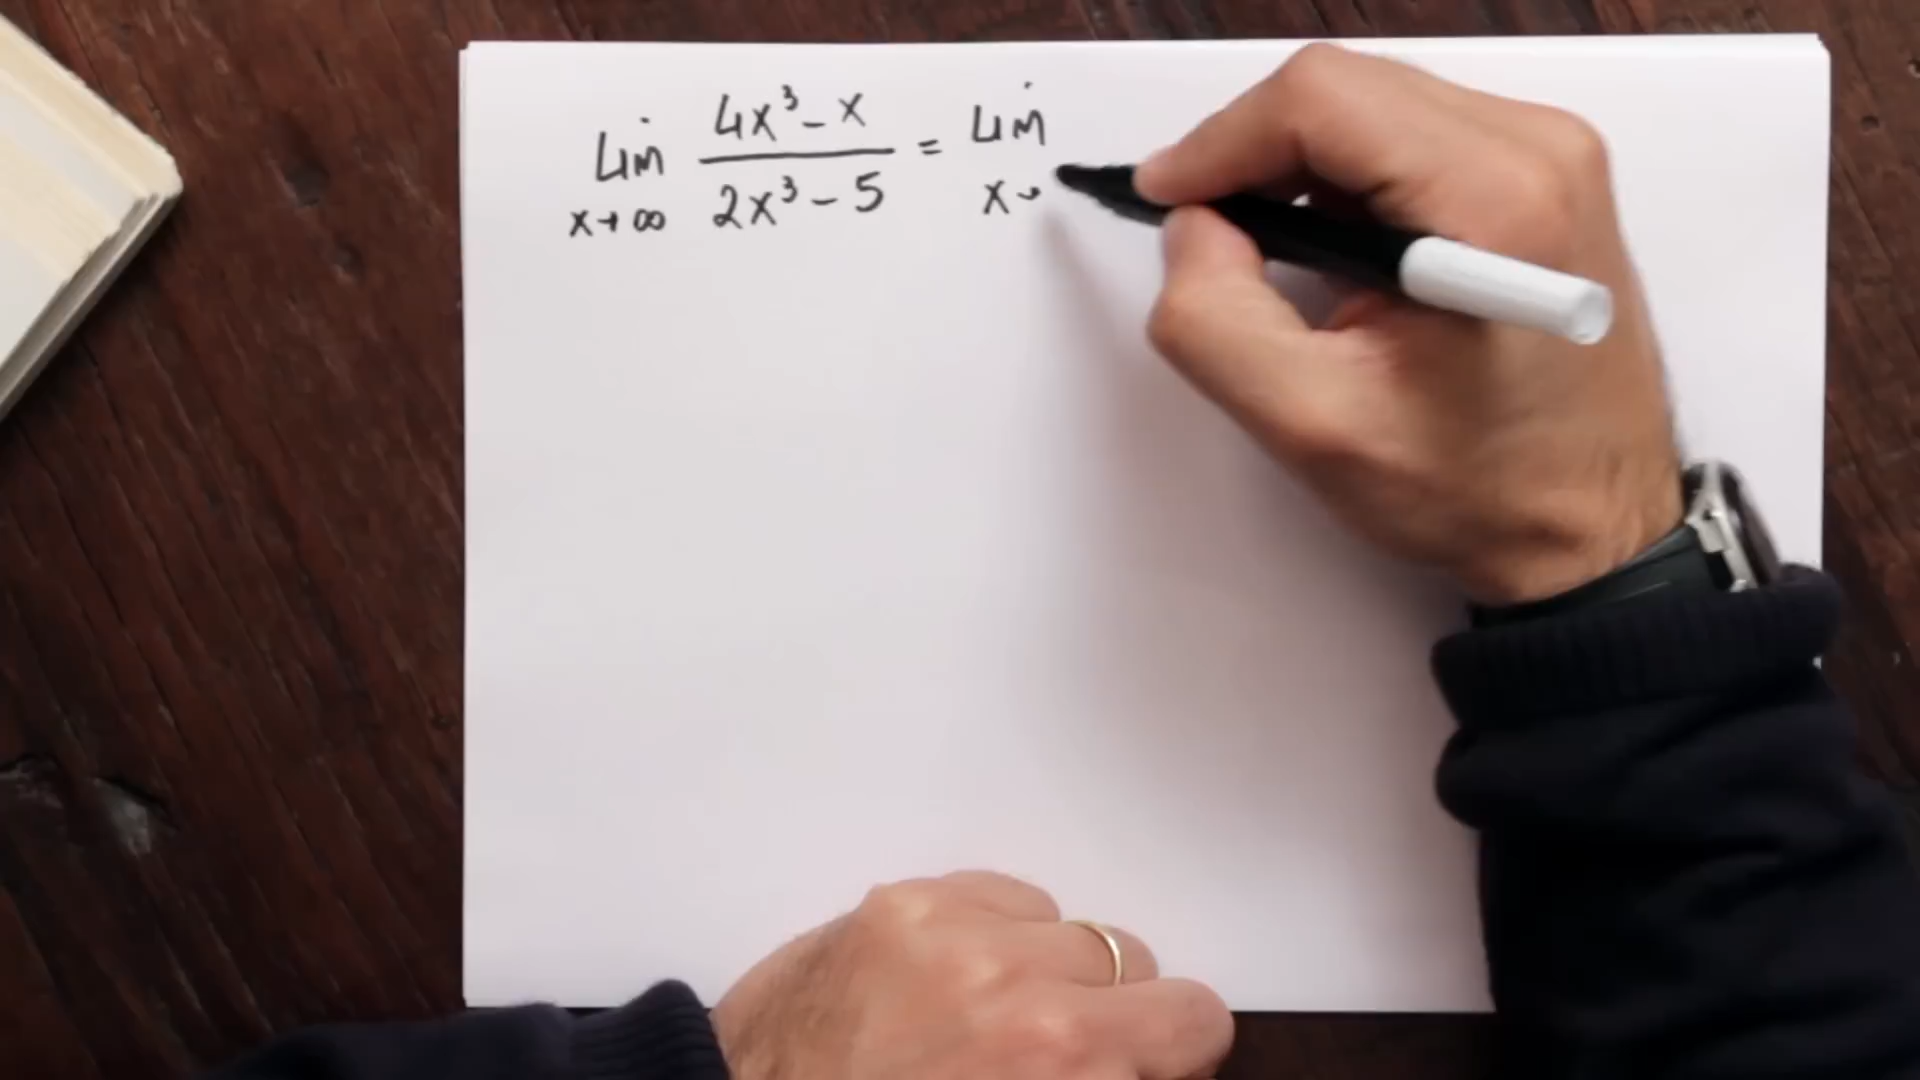 Lim 4x³ - x = Lim
x→∞ 2x³ - 5 x